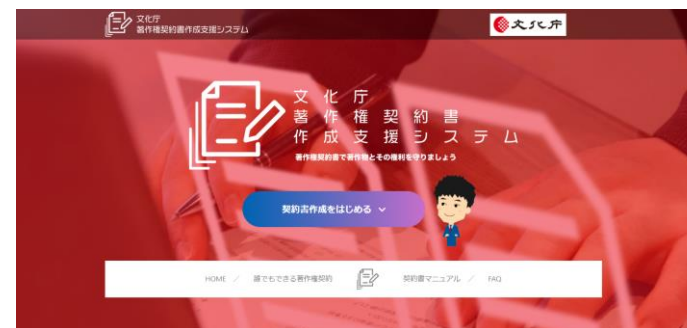 文化庁
著作権契約書作成支援システム
文化庁
文化庁
著作権契約書
作成支援システム
著作権契約書で著作物とその権利を守りましょう
契約書作成をはじめる
HOME / 誰でもできる著作権契約 契約書マニュアル / FAQ